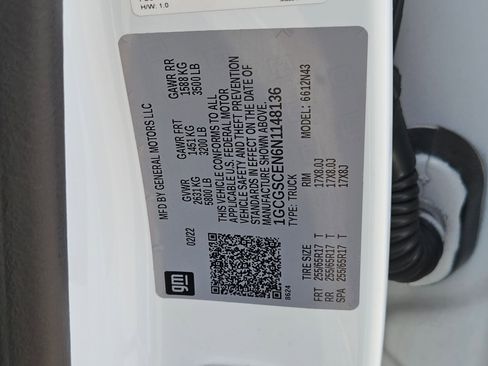 H/W: 1.0
MFD BY GENERAL MOTORS LLC
02/22 GVWR GAWR FRT GAWR RR
2631 KG 1451 KG 1588 KG
5800 LB 3200 LB 3500 LB
THIS VEHICLE CONFORMS TO ALL
APPLICABLE U.S. FEDERAL MOTOR
VEHICLE SAFETY AND THEFT PREVENTION
STANDARDS IN EFFECT ON THE DATE OF
MANUFACTURE SHOWN ABOVE.
1GCGSCEN6N1148136
TYPE: TRUCK MODEL: 6612N43
gm
B624
TIRE SIZE RIM
FRT 255/65R17 T 17X8.0J
RR 255/65R17 T 17X8.0J
SPA 255/65R17 T 17X8J